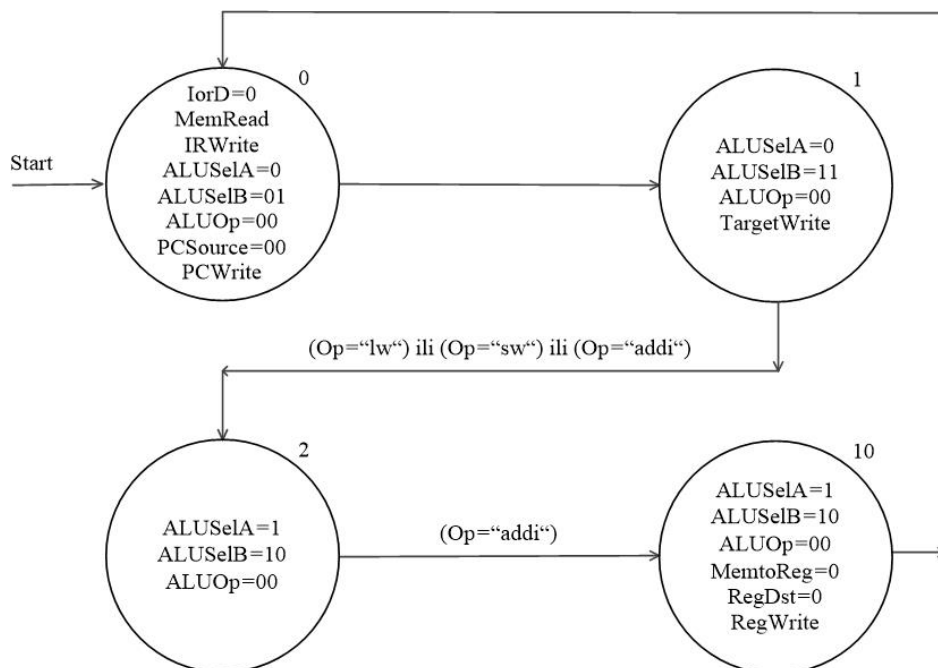 0
IorD=0
MemRead
IRWrite
ALUSelA=0
ALUSelB=01
ALUOp=00
PCSource=00
PCWrite
Start
1
ALUSelA=0
ALUSelB=11
ALUOp=00
TargetWrite
(Op=“lw“) ili (Op=“sw“) ili (Op=“addi“)
2
ALUSelA=1
ALUSelB=10
ALUOp=00
(Op=“addi“)
10
ALUSelA=1
ALUSelB=10
ALUOp=00
MemtoReg=0
RegDst=0
RegWrite